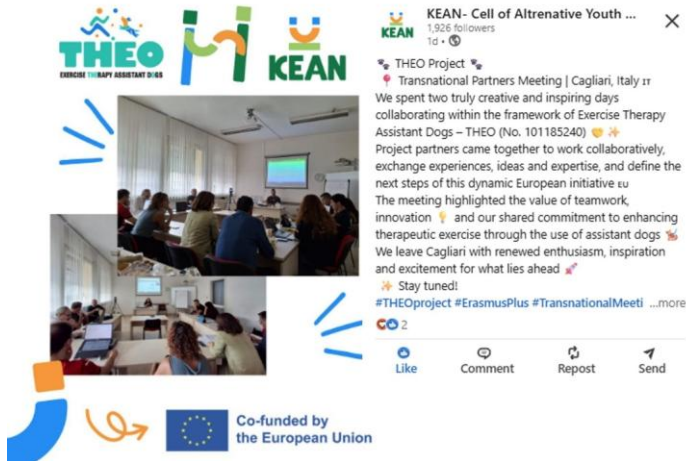 THEO
EXERCISE THERAPY ASSISTANT DOGS
KEAN
Co-funded by
the European Union
KEAN
KEAN- Cell of Altrenative Youth ...
1,926 followers
1d •
🐾 THEO Project 🐾
📍 Transnational Partners Meeting | Cagliari, Italy IT
We spent two truly creative and inspiring days
collaborating within the framework of Exercise Therapy
Assistant Dogs – THEO (No. 101185240) 🤝 ✨
Project partners came together to work collaboratively,
exchange experiences, ideas and expertise, and define the
next steps of this dynamic European initiative EU
The meeting highlighted the value of teamwork,
innovation 💡 and our shared commitment to enhancing
therapeutic exercise through the use of assistant dogs 🐕‍🦺
We leave Cagliari with renewed enthusiasm, inspiration
and excitement for what lies ahead 🚀
✨ Stay tuned!
#THEOproject #ErasmusPlus #TransnationalMeeti ...more
2
Like
Comment
Repost
Send